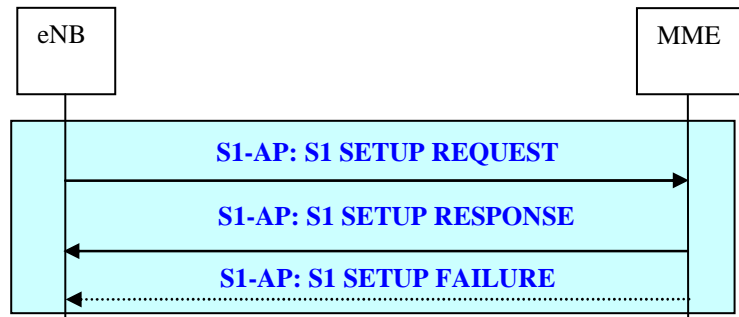 eNB
MME
S1-AP: S1 SETUP REQUEST
S1-AP: S1 SETUP RESPONSE
S1-AP: S1 SETUP FAILURE